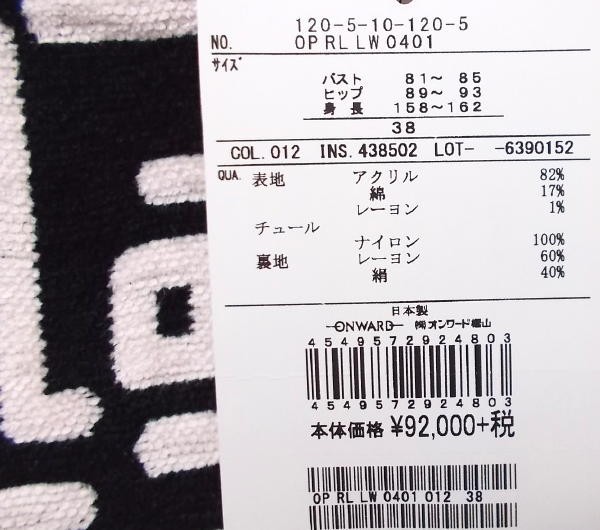 120-5-10-120-5
NO. OP RL LW 0401
サイズ
バスト 81～ 85
ヒップ 89～ 93
身 長 158～162
38
COL. 012 INS. 438502 LOT- -6390152
QUA. 表地 アクリル 82%
綿 17%
レーヨン 1%
チュール
ナイロン 100%
裏地 レーヨン 60%
絹 40%
日本製
ONWARD ㈱オンワード樫山
4549572924803
4549572924803
本体価格 ¥92,000+税
OP RL LW 0401 012 38